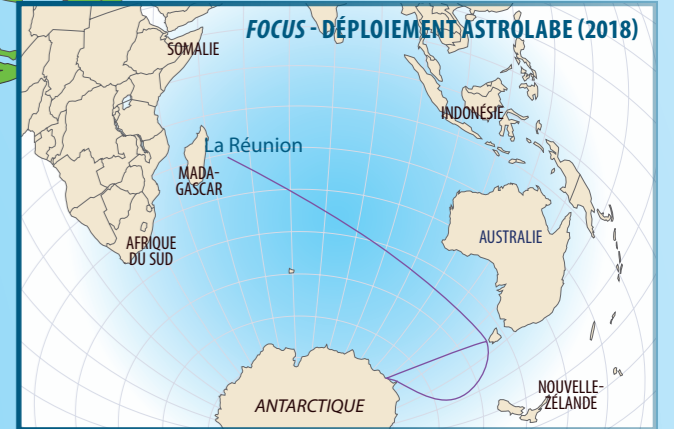 FOCUS - DÉPLOIEMENT ASTROLABE (2018)
SOMALIE
INDONÉSIE
La Réunion
MADA-
GASCAR
AFRIQUE
DU SUD
AUSTRALIE
NOUVELLE-
ZÉLANDE
ANTARCTIQUE